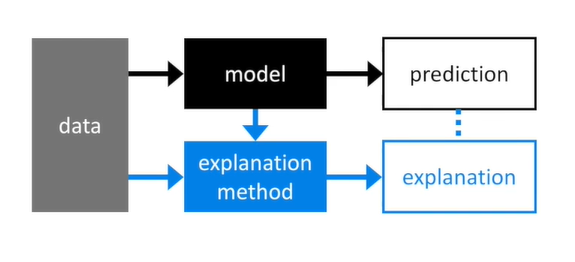 data
model
prediction
explanation
method
explanation